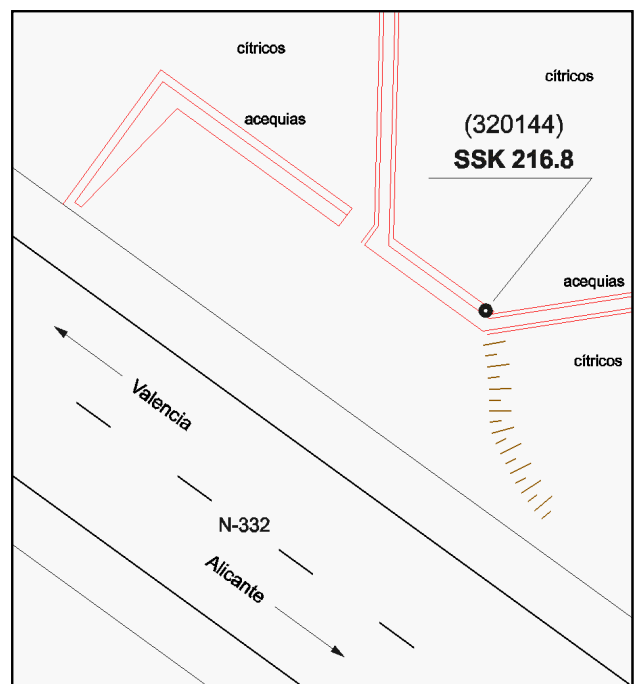 cítricos
cítricos
acequias
(320144)
SSK 216.8
acequias
cítricos
Valencia
N-332
Alicante